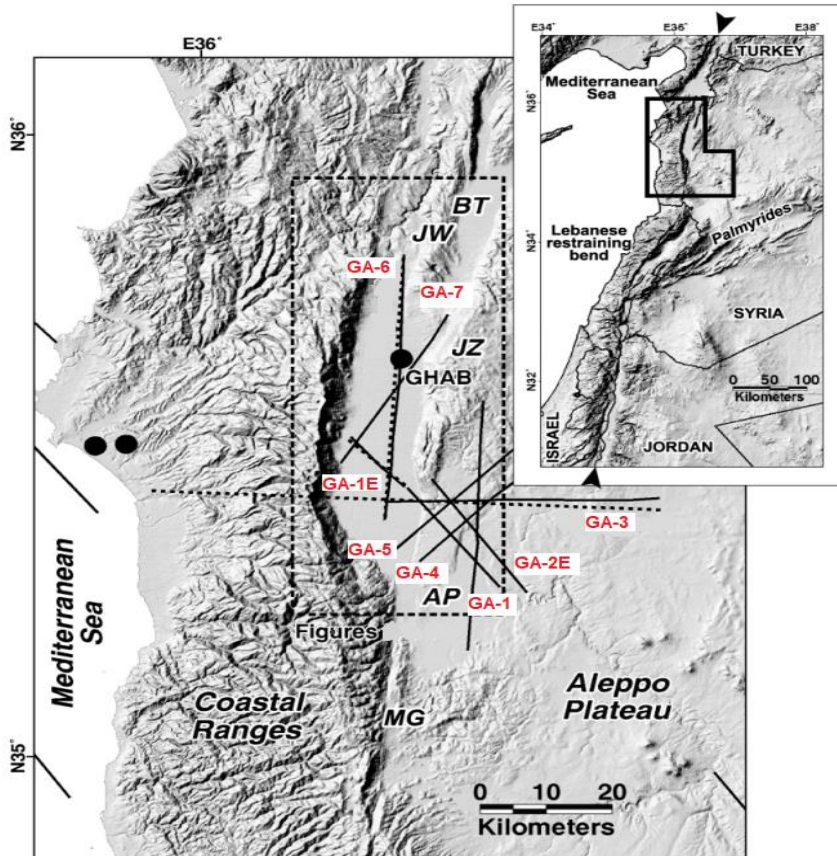 E36°
N36°
N35°
BT
JW
GA-6
GA-7
JZ
GHAB
GA-1E
GA-3
GA-5
GA-4
GA-2E
AP
GA-1
Figures
Mediterranean
Sea
Coastal
Ranges
MG
Aleppo
Plateau
0 10 20
Kilometers
E34°
E36°
E38°
TURKEY
Mediterranean
Sea
N36°
Lebanese
restraining
bend
Palmyrides
N34°
SYRIA
N32°
0 50 100
Kilometers
ISRAEL
JORDAN